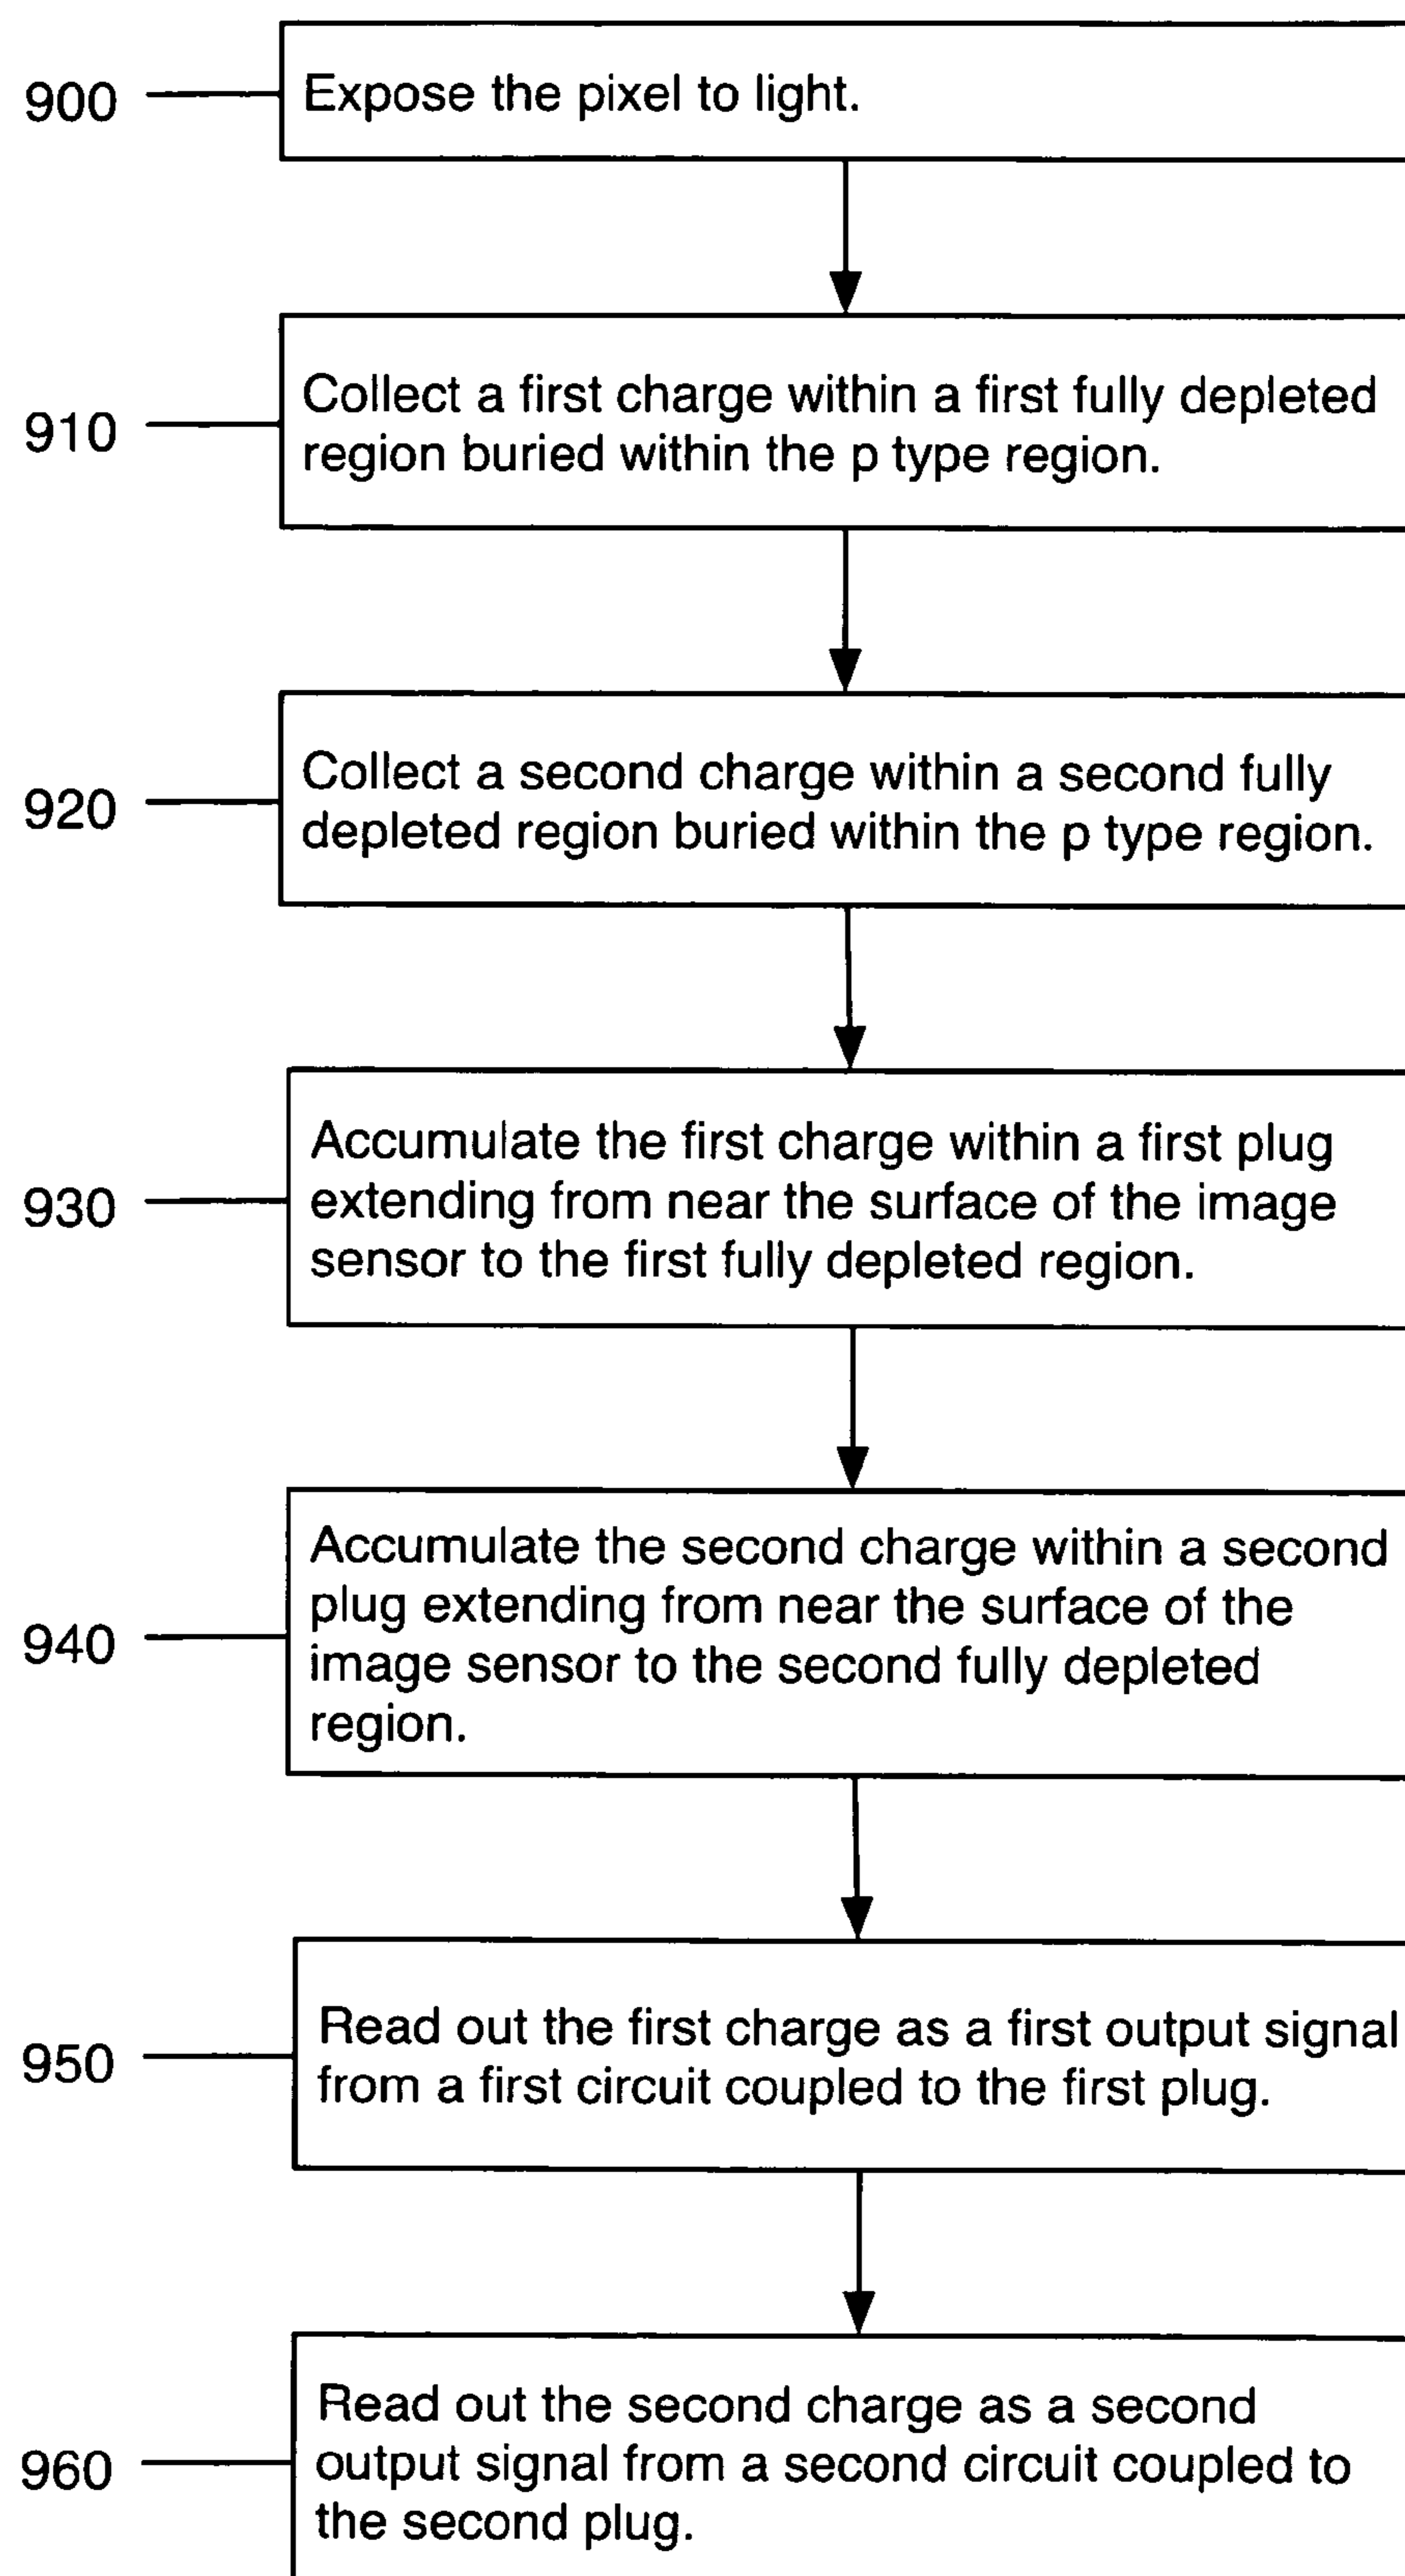 900
Expose the pixel to light.
910
Collect a first charge within a first fully depleted
region buried within the p type region.
920
Collect a second charge within a second fully
depleted region buried within the p type region.
930
Accumulate the first charge within a first plug
extending from near the surface of the image
sensor to the first fully depleted region.
940
Accumulate the second charge within a second
plug extending from near the surface of the
image sensor to the second fully depleted
region.
950
Read out the first charge as a first output signal
from a first circuit coupled to the first plug.
960
Read out the second charge as a second
output signal from a second circuit coupled to
the second plug.